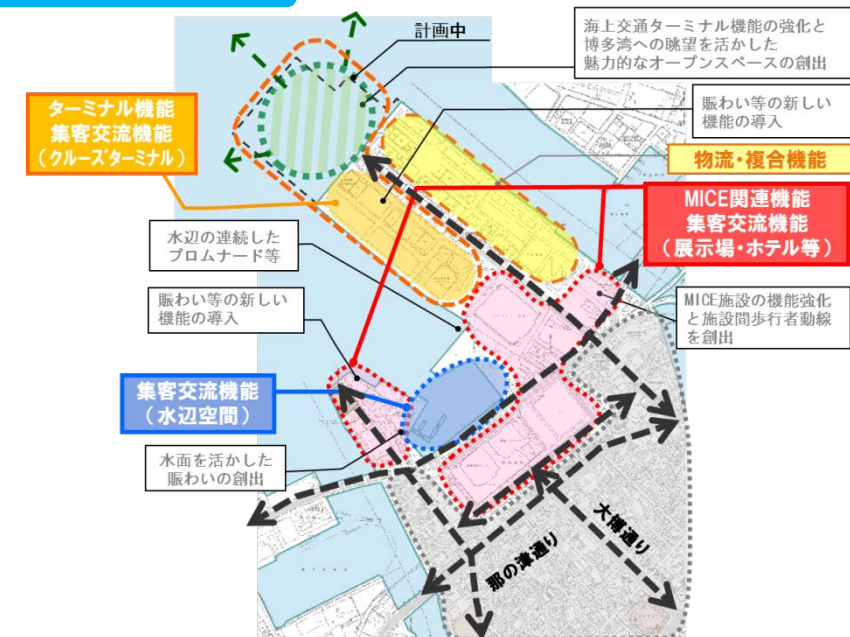 計画中
海上交通ターミナル機能の強化と
博多湾への眺望を活かした
魅力的なオープンスペースの創出
ターミナル機能
集客交流機能
（クルーズターミナル）
賑わい等の新しい
機能の導入
物流・複合機能
MICE関連機能
集客交流機能
（展示場・ホテル等）
水辺の連続した
プロムナード等
賑わい等の新しい
機能の導入
MICE施設の機能強化
と施設間歩行者動線
を創出
集客交流機能
（水辺空間）
水面を活かした
賑わいの創出
大博通り
那の津通り